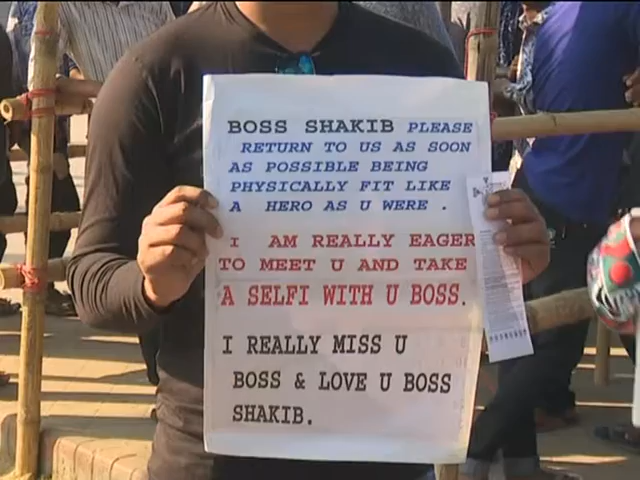 BOSS SHAKIB PLEASE
RETURN TO US AS SOON
AS POSSIBLE BEING
PHYSICALLY FIT LIKE
A HERO AS U WERE .
I AM REALLY EAGER
TO MEET U AND TAKE
A SELFI WITH U BOSS.
I REALLY MISS U
BOSS & LOVE U BOSS
SHAKIB.